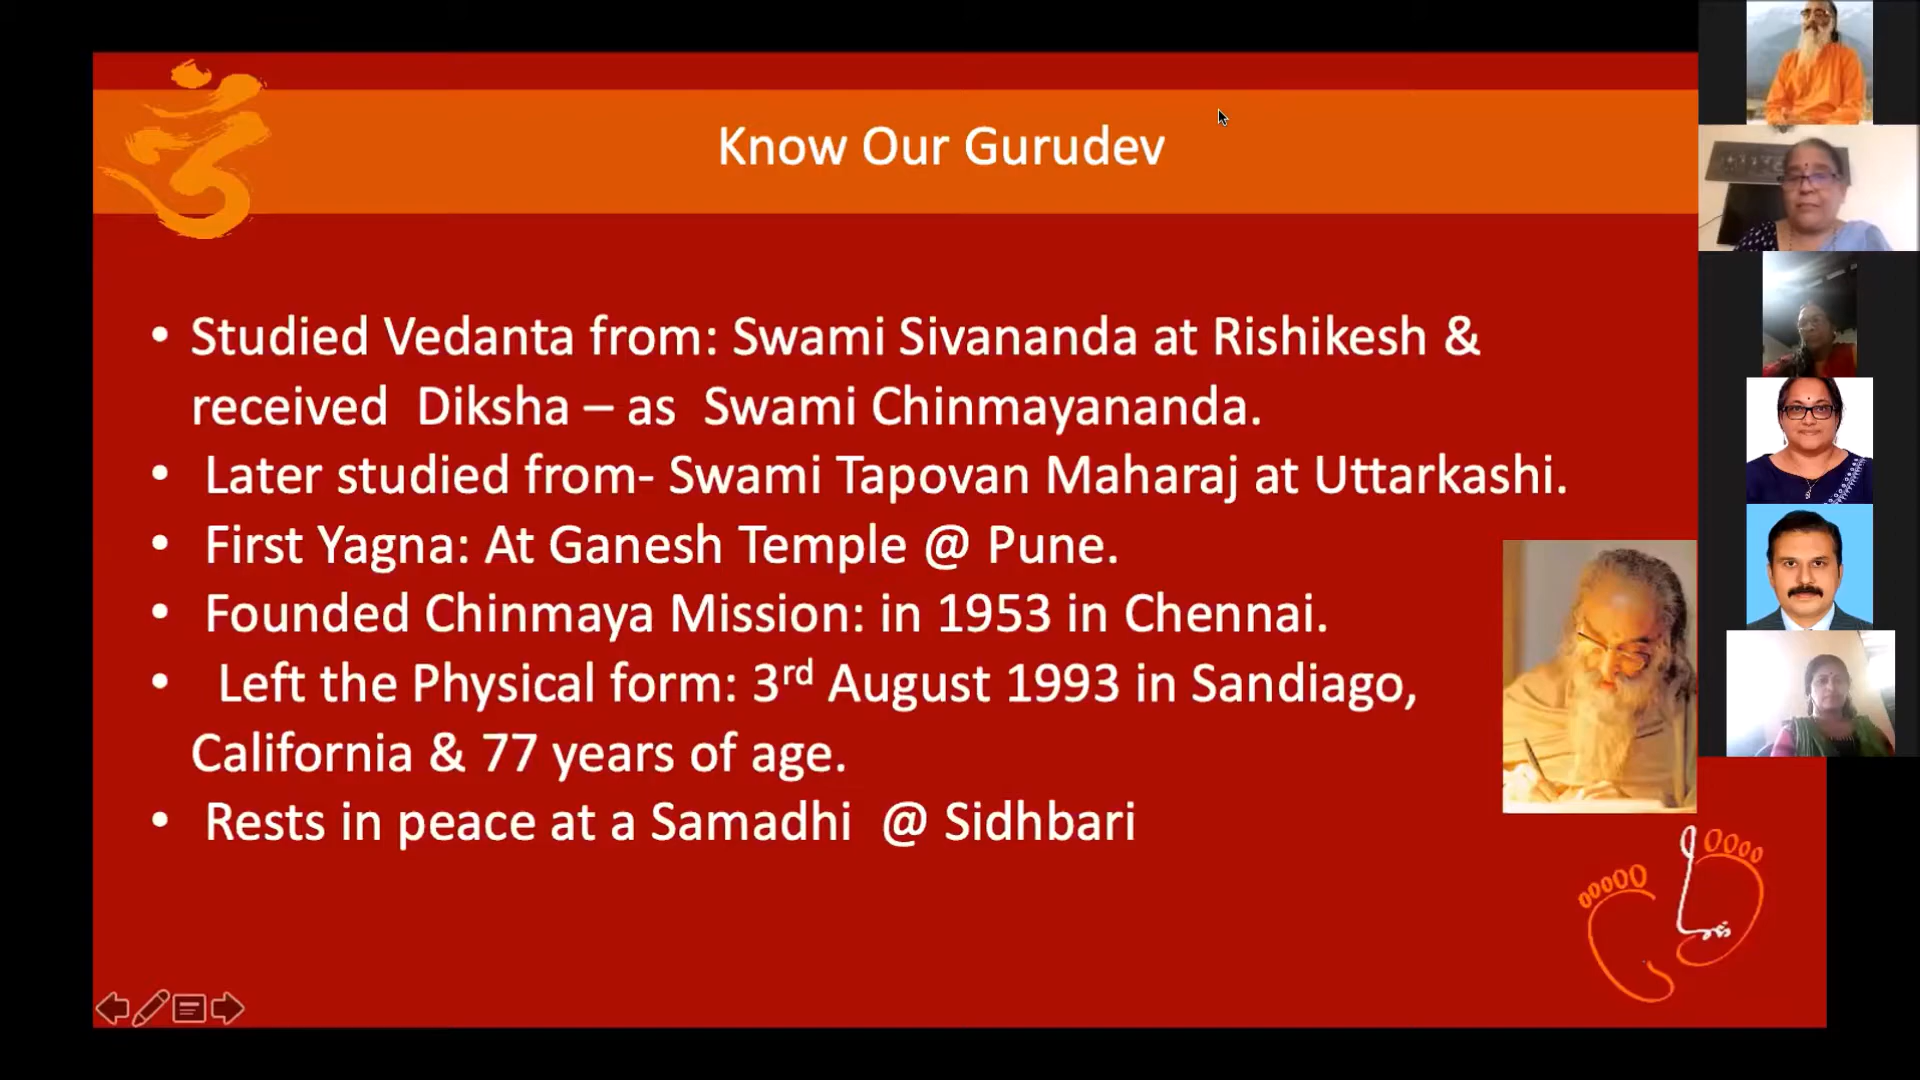 Know Our Gurudev
• Studied Vedanta from: Swami Sivananda at Rishikesh &
received Diksha – as Swami Chinmayananda.
• Later studied from- Swami Tapovan Maharaj at Uttarkashi.
• First Yagna: At Ganesh Temple @ Pune.
• Founded Chinmaya Mission: in 1953 in Chennai.
• Left the Physical form: 3rd August 1993 in Sandiago,
California & 77 years of age.
• Rests in peace at a Samadhi @ Sidhbari